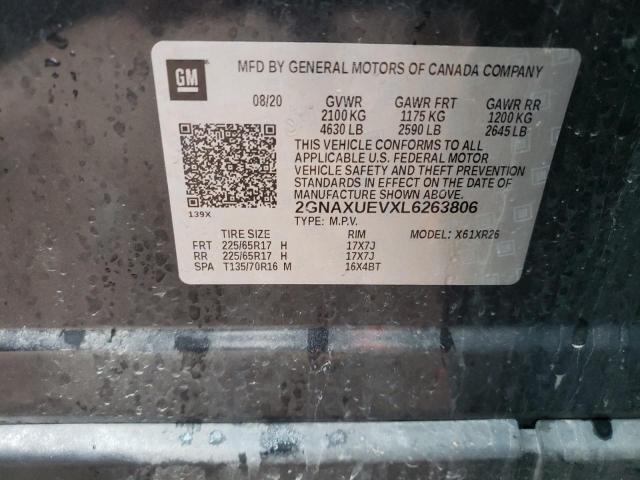 GM
MFD BY GENERAL MOTORS OF CANADA COMPANY
08/20 GVWR GAWR FRT GAWR RR
2100 KG 1175 KG 1200 KG
4630 LB 2590 LB 2645 LB
THIS VEHICLE CONFORMS TO ALL
APPLICABLE U.S. FEDERAL MOTOR
VEHICLE SAFETY AND THEFT PREVENTION
STANDARDS IN EFFECT ON THE DATE OF
MANUFACTURE SHOWN ABOVE.
139X 2GNAXUEVXL6263806
TYPE: M.P.V. MODEL: X61XR26
TIRE SIZE RIM
FRT 225/65R17 H 17X7J
RR 225/65R17 H 17X7J
SPA T135/70R16 M 16X4BT